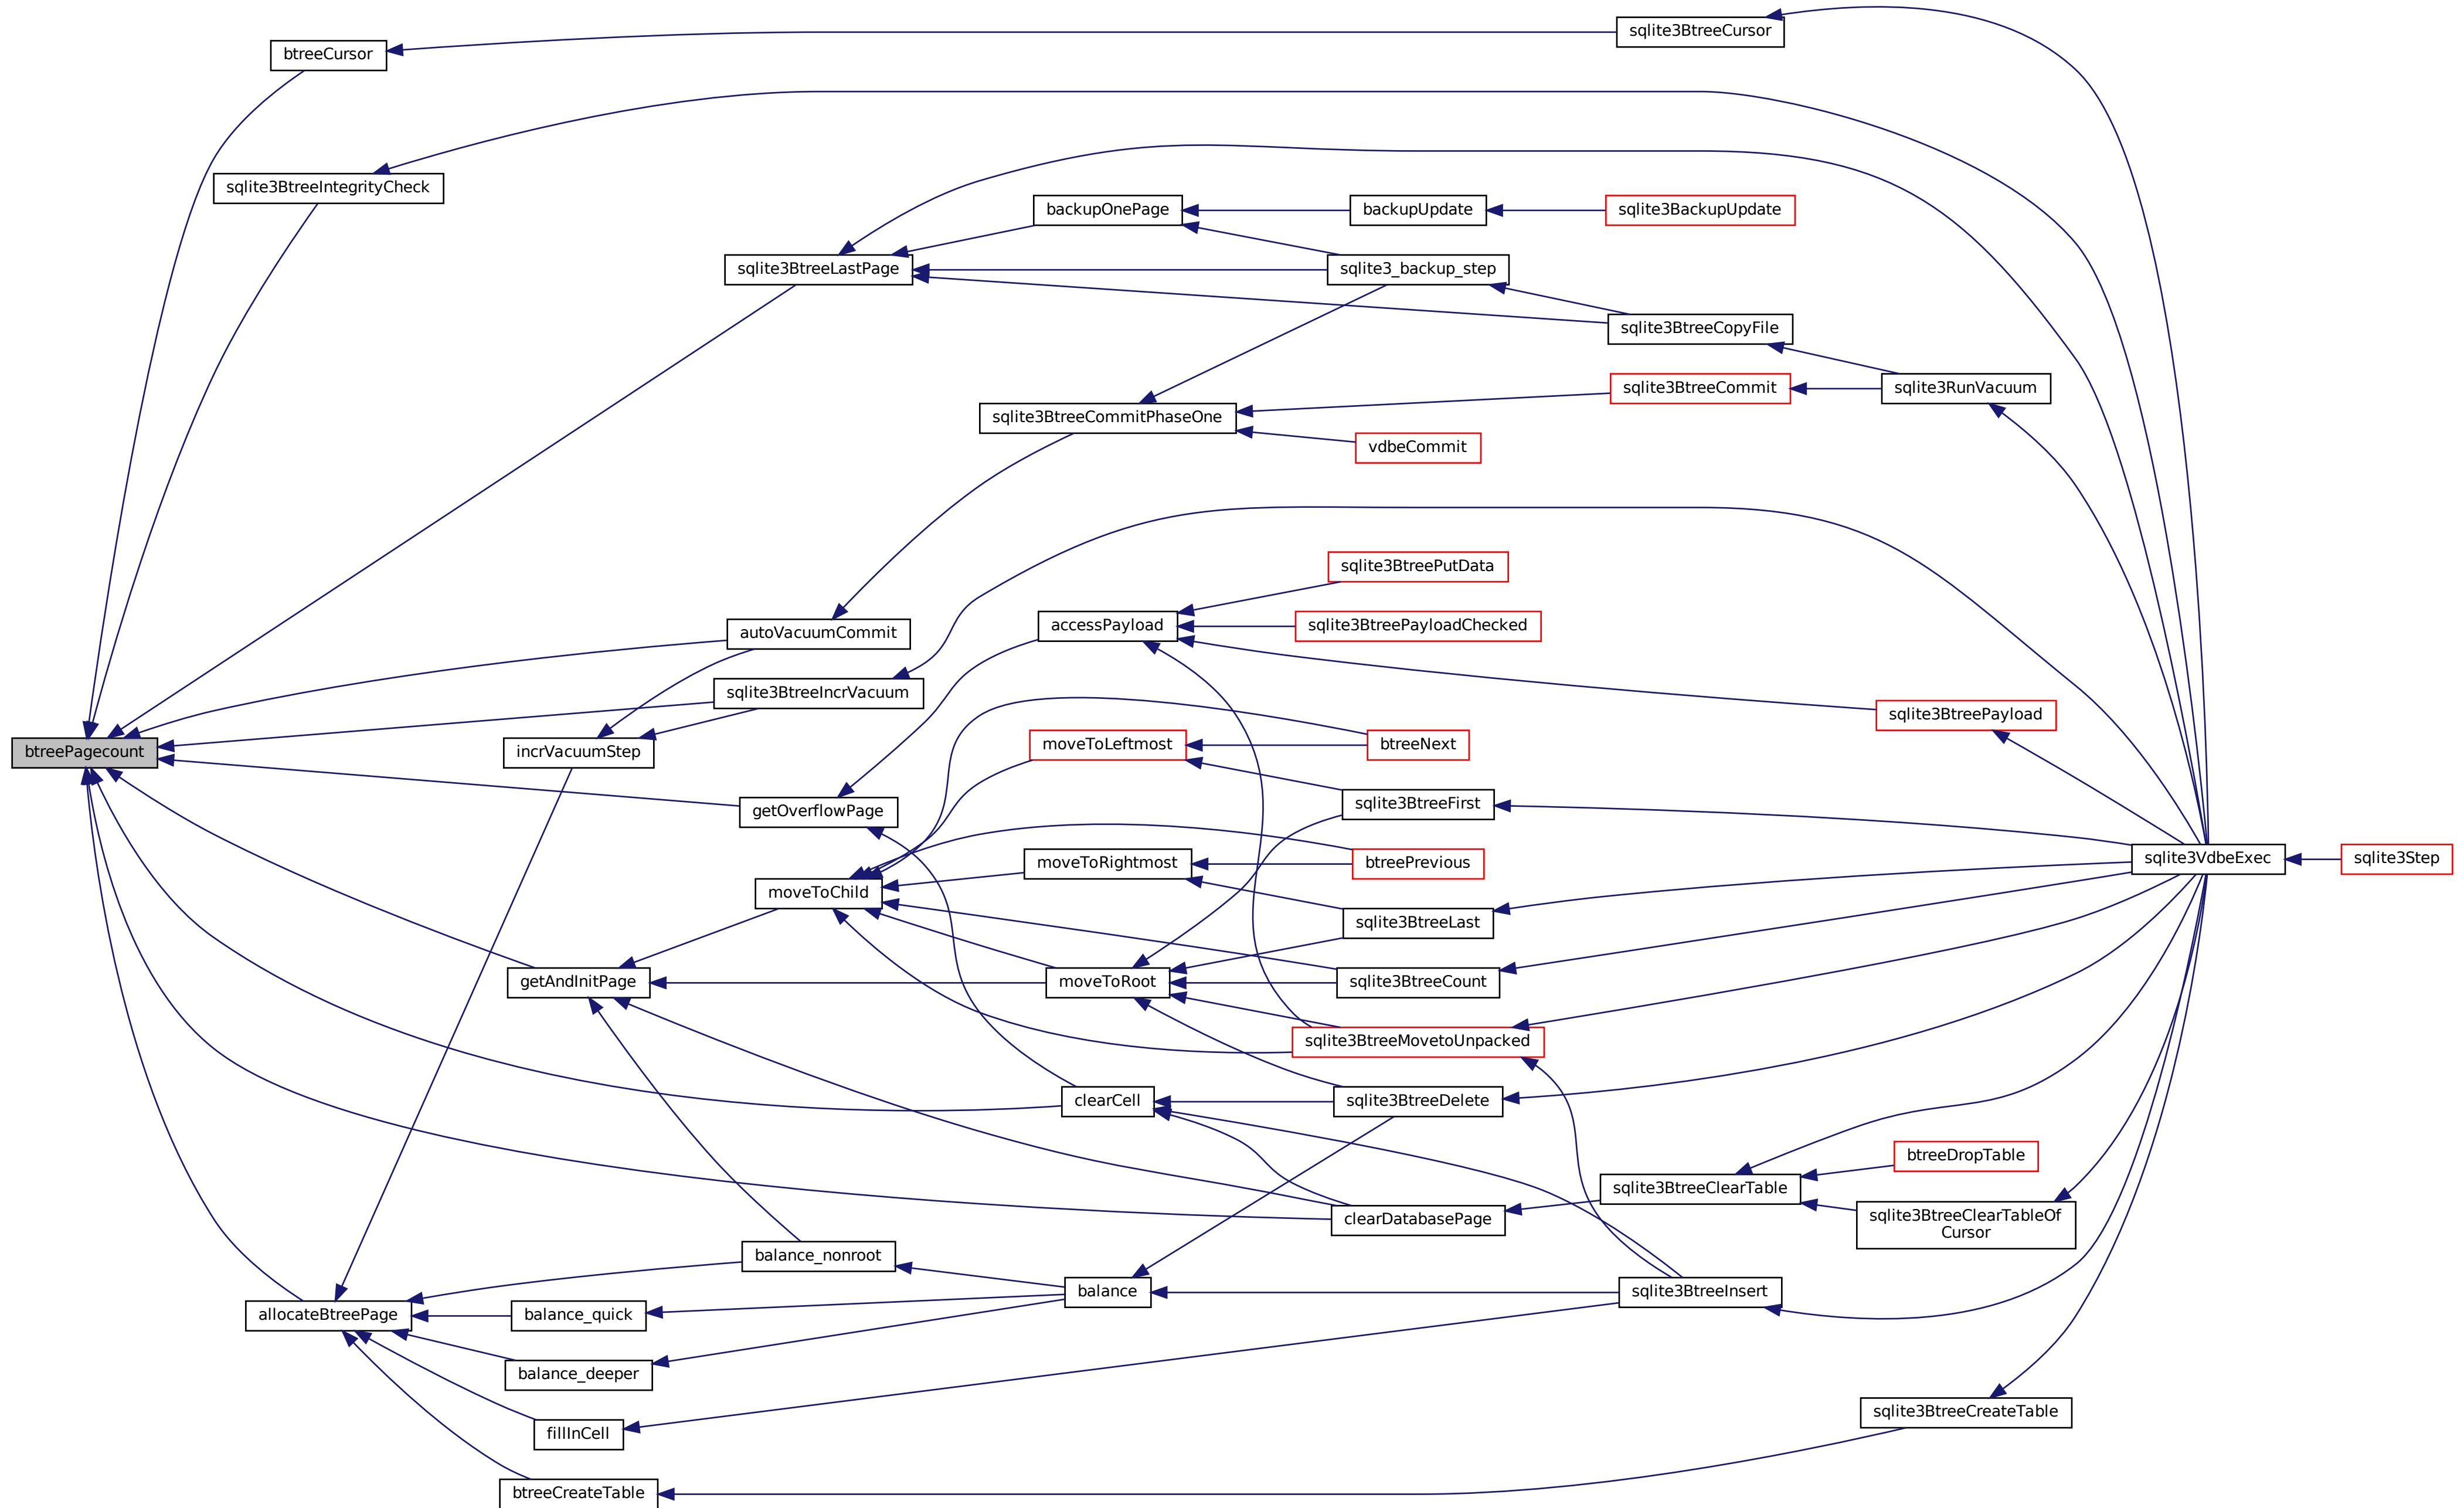 sqlite3BtreeCursor
btreeCursor
sqlite3BtreeIntegrityCheck
backupOnePage
backupUpdate
sqlite3BackupUpdate
sqlite3BtreeLastPage
sqlite3_backup_step
sqlite3BtreeCopyFile
sqlite3BtreeCommit
sqlite3RunVacuum
sqlite3BtreeCommitPhaseOne
vdbeCommit
sqlite3BtreePutData
accessPayload
sqlite3BtreePayloadChecked
autoVacuumCommit
sqlite3BtreeIncrVacuum
sqlite3BtreePayload
btreePagecount
incrVacuumStep
moveToLeftmost
btreeNext
getOverflowPage
sqlite3BtreeFirst
moveToRightmost
btreePrevious
sqlite3VdbeExec
sqlite3Step
moveToChild
sqlite3BtreeLast
getAndInitPage
moveToRoot
sqlite3BtreeCount
sqlite3BtreeMovetoUnpacked
clearCell
sqlite3BtreeDelete
btreeDropTable
sqlite3BtreeClearTable
clearDatabasePage
sqlite3BtreeClearTableOf
Cursor
balance_nonroot
balance
sqlite3BtreeInsert
allocateBtreePage
balance_quick
balance_deeper
sqlite3BtreeCreateTable
fillInCell
btreeCreateTable